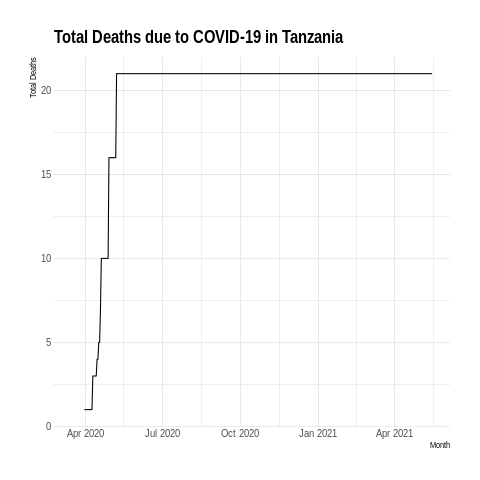 Total Deaths due to COVID-19 in Tanzania
Total Deaths
20
15
10
5
0
Apr 2020 Jul 2020 Oct 2020 Jan 2021 Apr 2021
Month